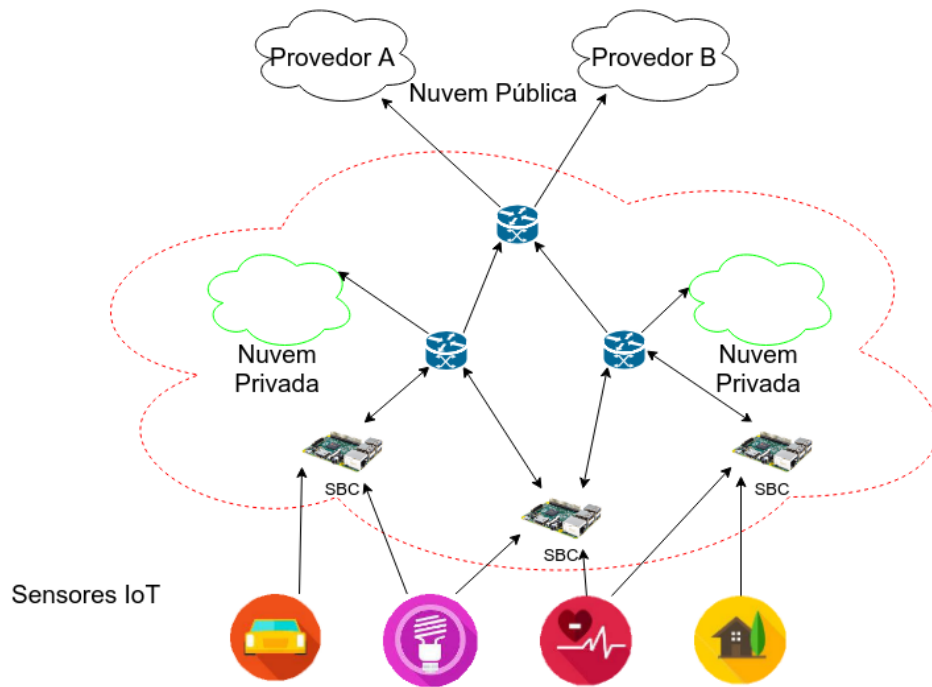 Provedor A
Provedor B
Nuvem Pública
Nuvem
Privada
Nuvem
Privada
SBC
SBC
SBC
Sensores IoT